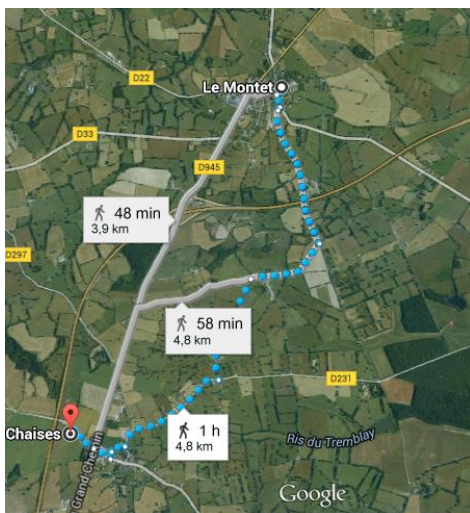 D22
Le Montet
D33
D945
48 min
3,9 km
D297
58 min
4,8 km
D231
Chaises
1 h
4,8 km
Ris du Tremblay
Grand Chemin
Google